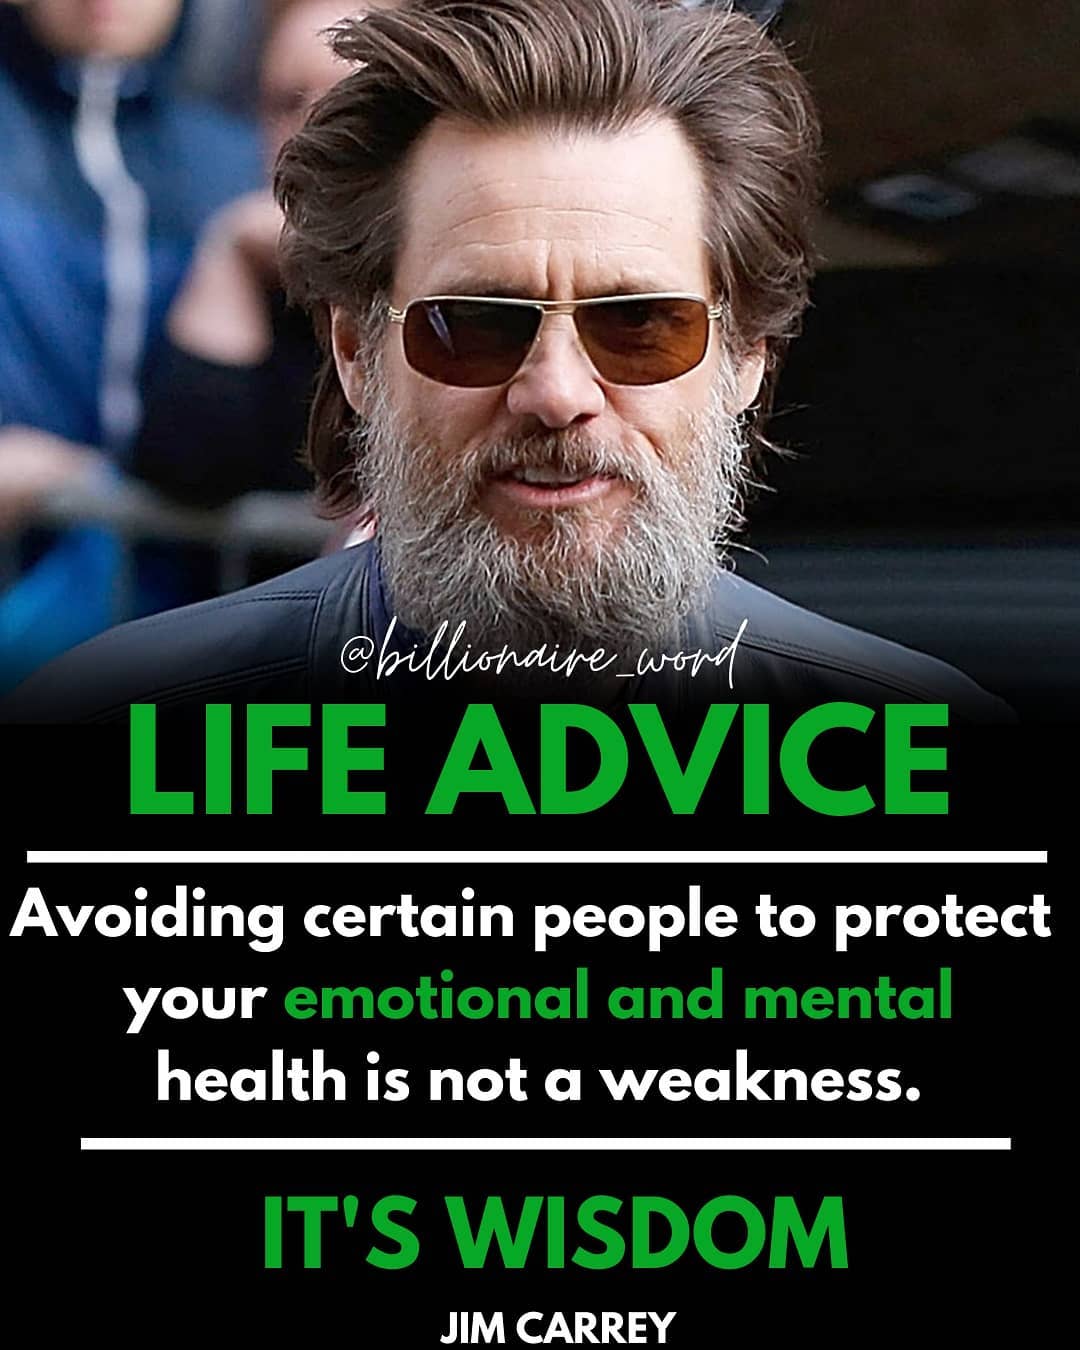 @billionaire_word
LIFE ADVICE
Avoiding certain people to protect
your emotional and mental
health is not a weakness.
IT'S WISDOM
JIM CARREY